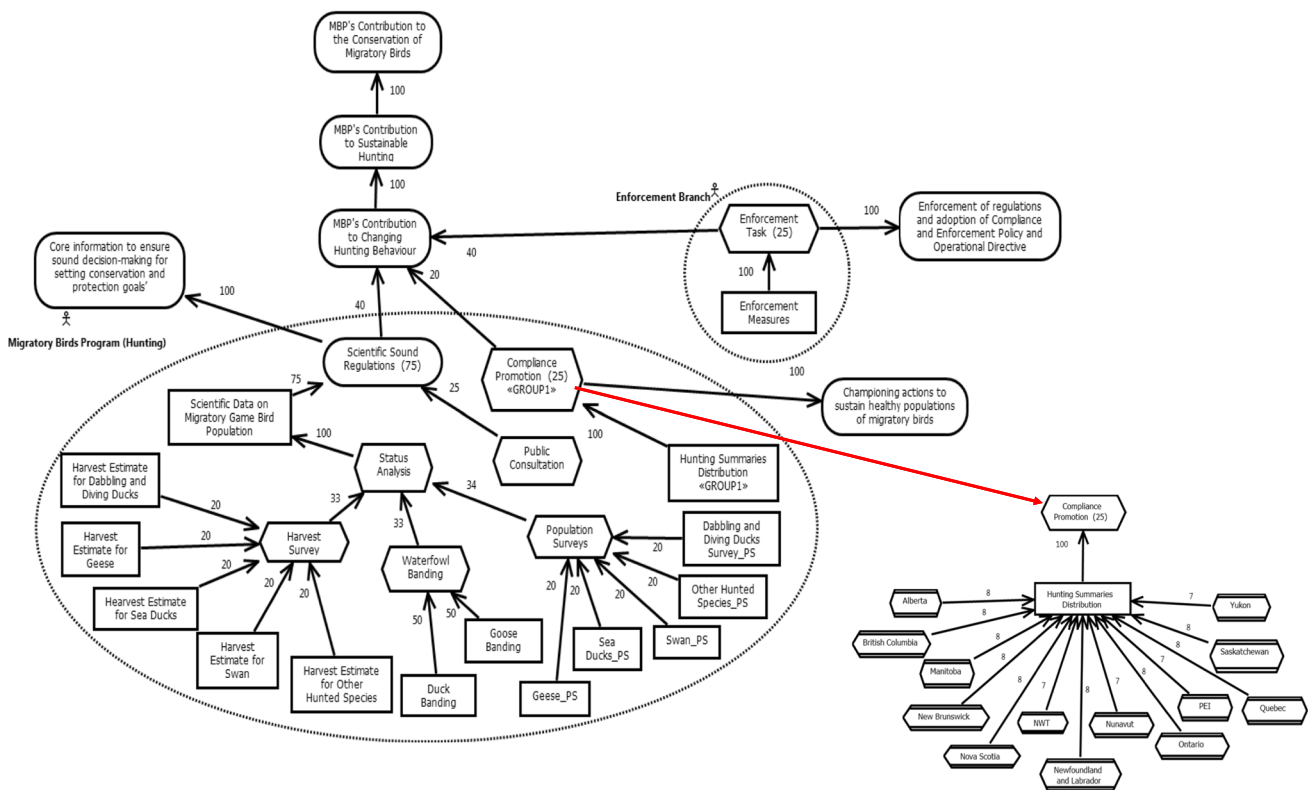 MBP's Contribution to
the Conservation of
Migratory Birds
100
MBP's Contribution
to Sustainable
Hunting
100
MBP's Contribution
to Changing
Hunting Behaviour
Enforcement Branch
Enforcement
Task (25)
100
Enforcement of regulations
and adoption of Compliance
and Enforcement Policy and
Operational Directive
40
100
Enforcement
Measures
Core information to ensure
sound decision-making for
setting conservation and
protection goals'
100
Migratory Birds Program (Hunting)
40
20
Scientific Sound
Regulations (75)
Compliance
Promotion (25)
«GROUP1»
100
Championing actions to
sustain healthy populations
of migratory birds
75
25
100
Scientific Data on
Migratory Game Bird
Population
100
Status
Analysis
Public
Consultation
Hunting Summaries
Distribution
«GROUP1»
Harvest Estimate
for Dabbling and
Diving Ducks
20
33
33
34
Harvest
Estimate for
Geese
20
Harvest
Survey
Waterfowl
Banding
Population
Surveys
20
Dabbling and
Diving Ducks
Survey_PS
Hearvest Estimate
for Sea Ducks
20
20
20
Harvest
Estimate for
Swan
Harvest Estimate
for Other
Hunted Species
50
50
Duck
Banding
Goose
Banding
20
20
20
20
Geese_PS
Sea
Ducks_PS
Swan_PS
Other Hunted
Species_PS
Compliance
Promotion (25)
100
Hunting Summaries
Distribution
Alberta
8
British Columbia
8
Manitoba
8
New Brunswick
8
Nova Scotia
8
NWT
7
Newfoundland
and Labrador
8
Nunavut
7
Ontario
8
PEI
7
Quebec
8
Saskatchewan
8
Yukon
7